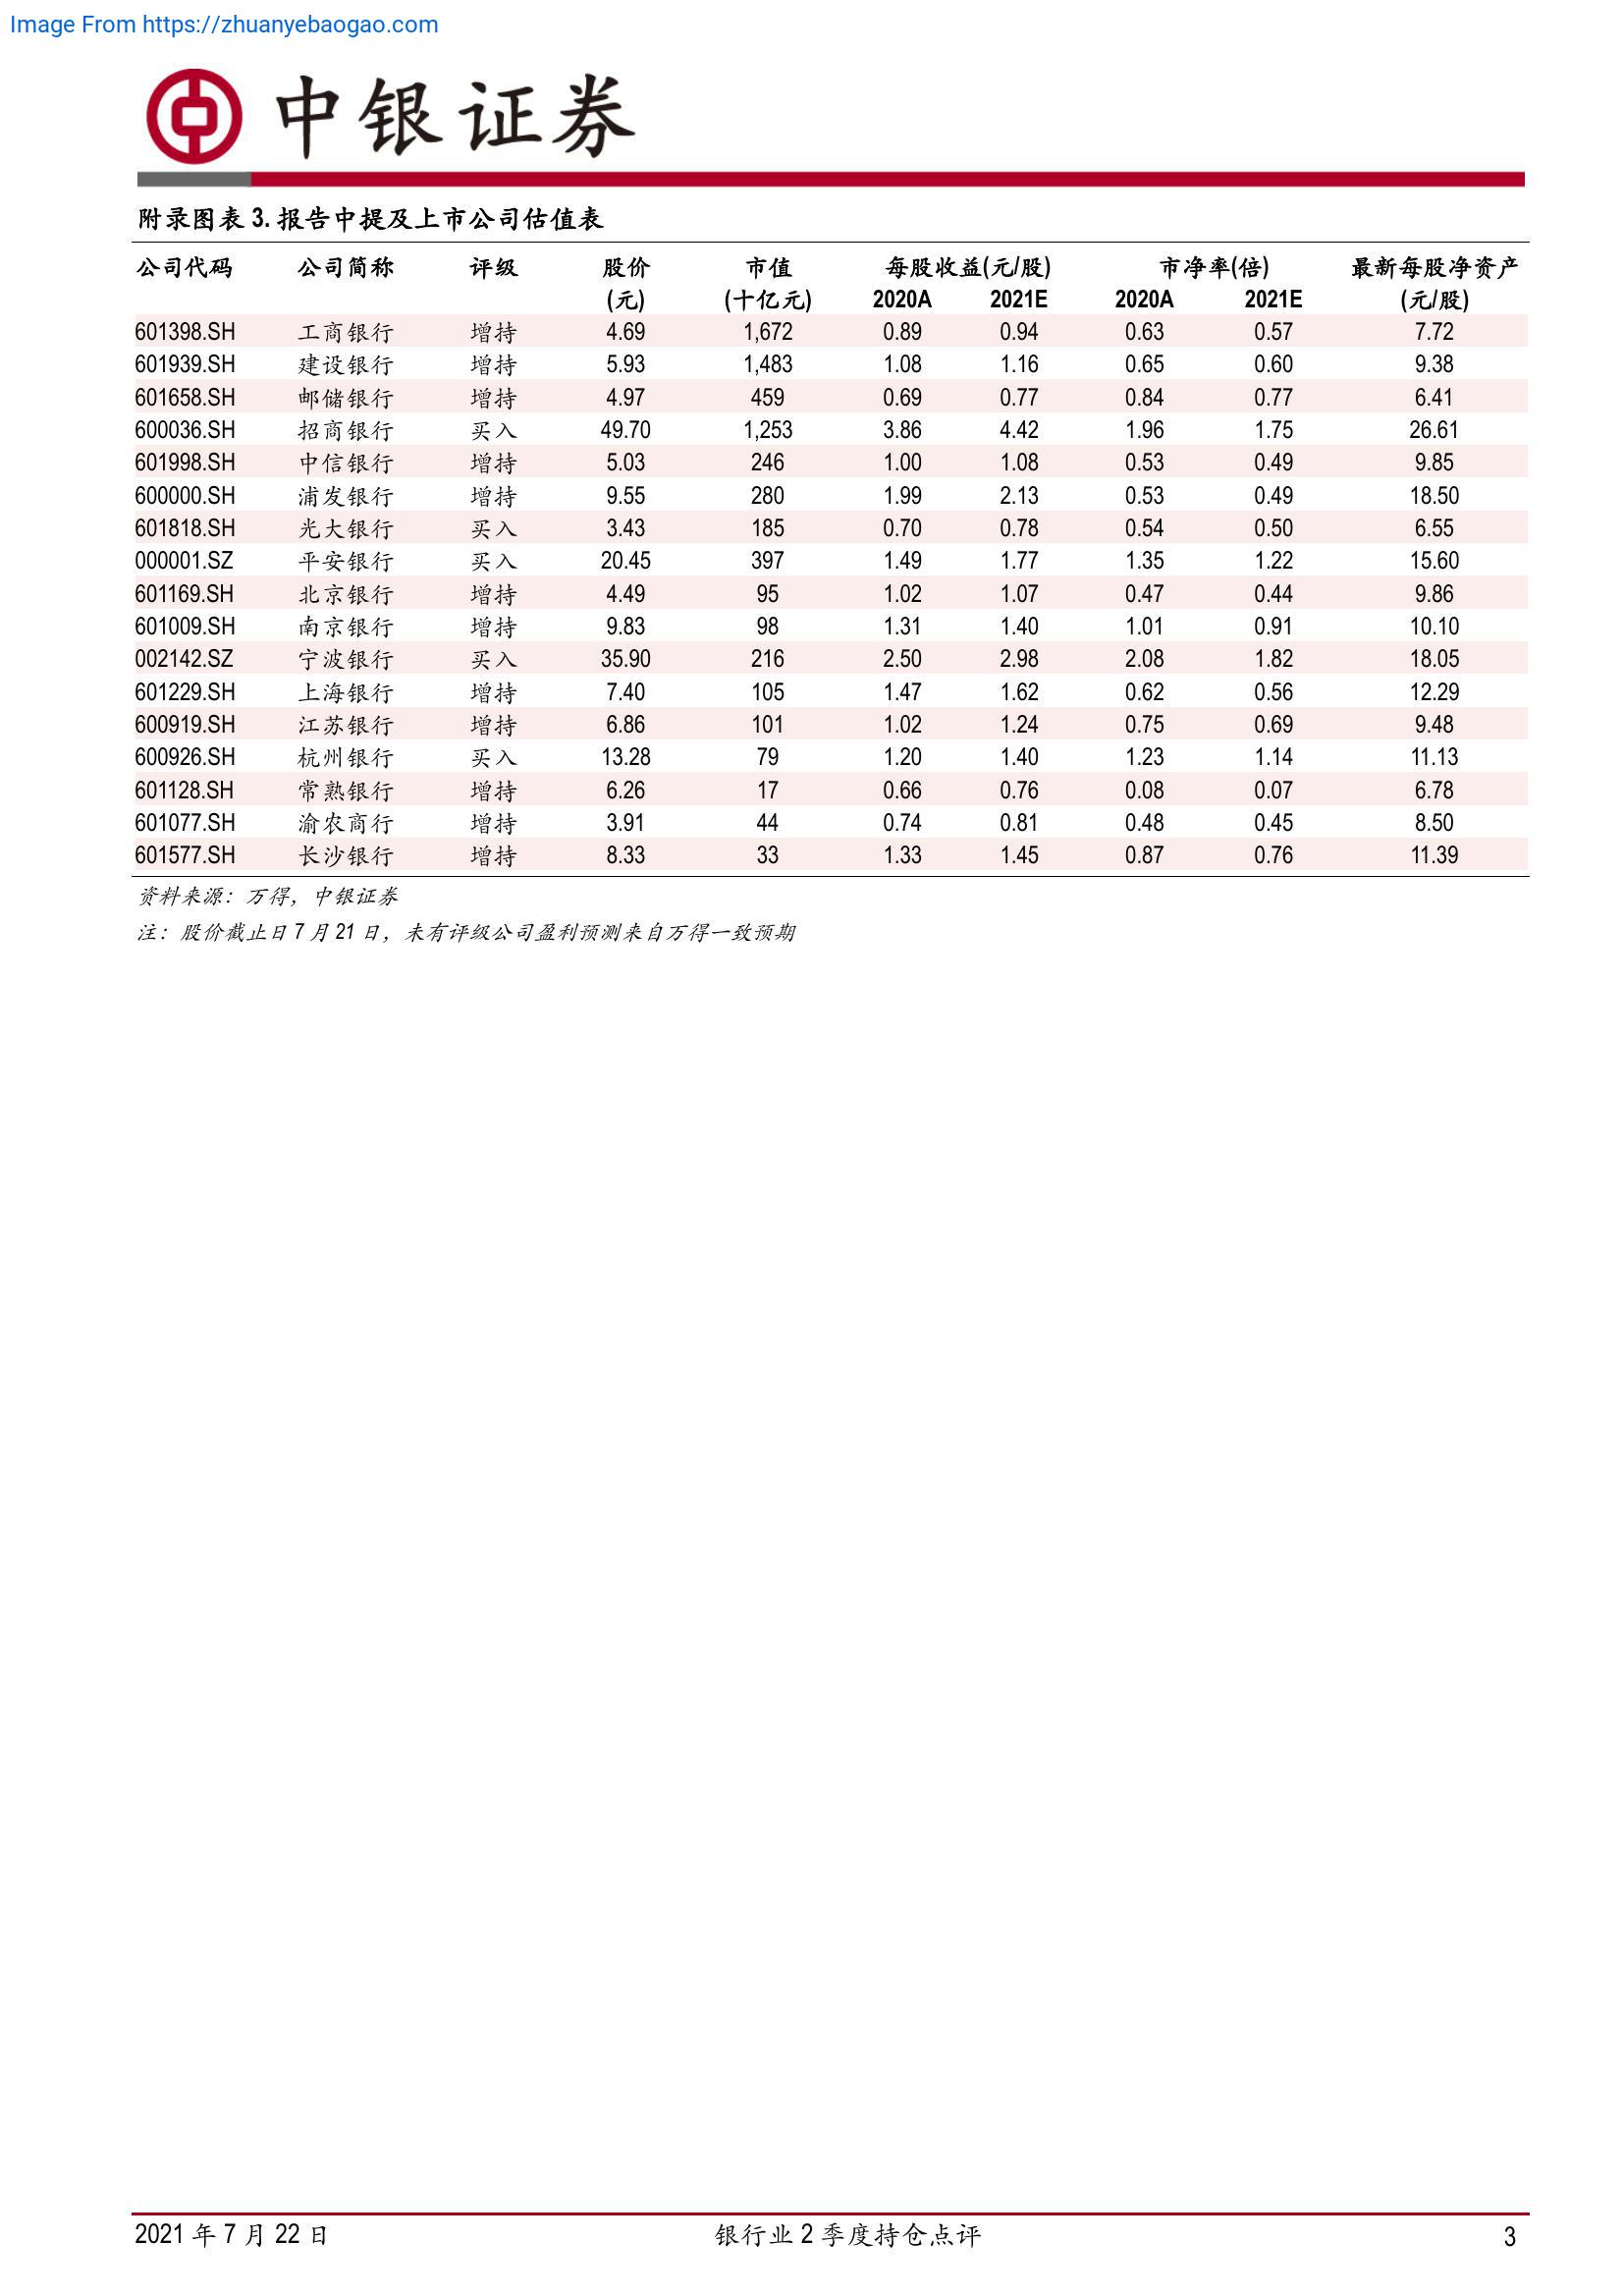 Image From https://zhuanyebaogao.com
中银证券
附录图表 3. 报告中提及上市公司估值表
公司代码 公司简称 评级 股价 市值 每股收益(元/股) 市净率(倍) 最新每股净资产
(元) (十亿元) 2020A 2021E 2020A 2021E (元/股)
601398.SH 工商银行 增持 4.69 1,672 0.89 0.94 0.63 0.57 7.72
601939.SH 建设银行 增持 5.93 1,483 1.08 1.16 0.65 0.60 9.38
601658.SH 邮储银行 增持 4.97 459 0.69 0.77 0.84 0.77 6.41
600036.SH 招商银行 买入 49.70 1,253 3.86 4.42 1.96 1.75 26.61
601998.SH 中信银行 增持 5.03 246 1.00 1.08 0.53 0.49 9.85
600000.SH 浦发银行 增持 9.55 280 1.99 2.13 0.53 0.49 18.50
601818.SH 光大银行 买入 3.43 185 0.70 0.78 0.54 0.50 6.55
000001.SZ 平安银行 买入 20.45 397 1.49 1.77 1.35 1.22 15.60
601169.SH 北京银行 增持 4.49 95 1.02 1.07 0.47 0.44 9.86
601009.SH 南京银行 增持 9.83 98 1.31 1.40 1.01 0.91 10.10
002142.SZ 宁波银行 买入 35.90 216 2.50 2.98 2.08 1.82 18.05
601229.SH 上海银行 增持 7.40 105 1.47 1.62 0.62 0.56 12.29
600919.SH 江苏银行 增持 6.86 101 1.02 1.24 0.75 0.69 9.48
600926.SH 杭州银行 买入 13.28 79 1.20 1.40 1.23 1.14 11.13
601128.SH 常熟银行 增持 6.26 17 0.66 0.76 0.08 0.07 6.78
601077.SH 渝农商行 增持 3.91 44 0.74 0.81 0.48 0.45 8.50
601577.SH 长沙银行 增持 8.33 33 1.33 1.45 0.87 0.76 11.39
资料来源：万得，中银证券
注：股价截止日 7 月 21 日，未有评级公司盈利预测来自万得一致预期
2021 年 7 月 22 日 银行业 2 季度持仓点评 3